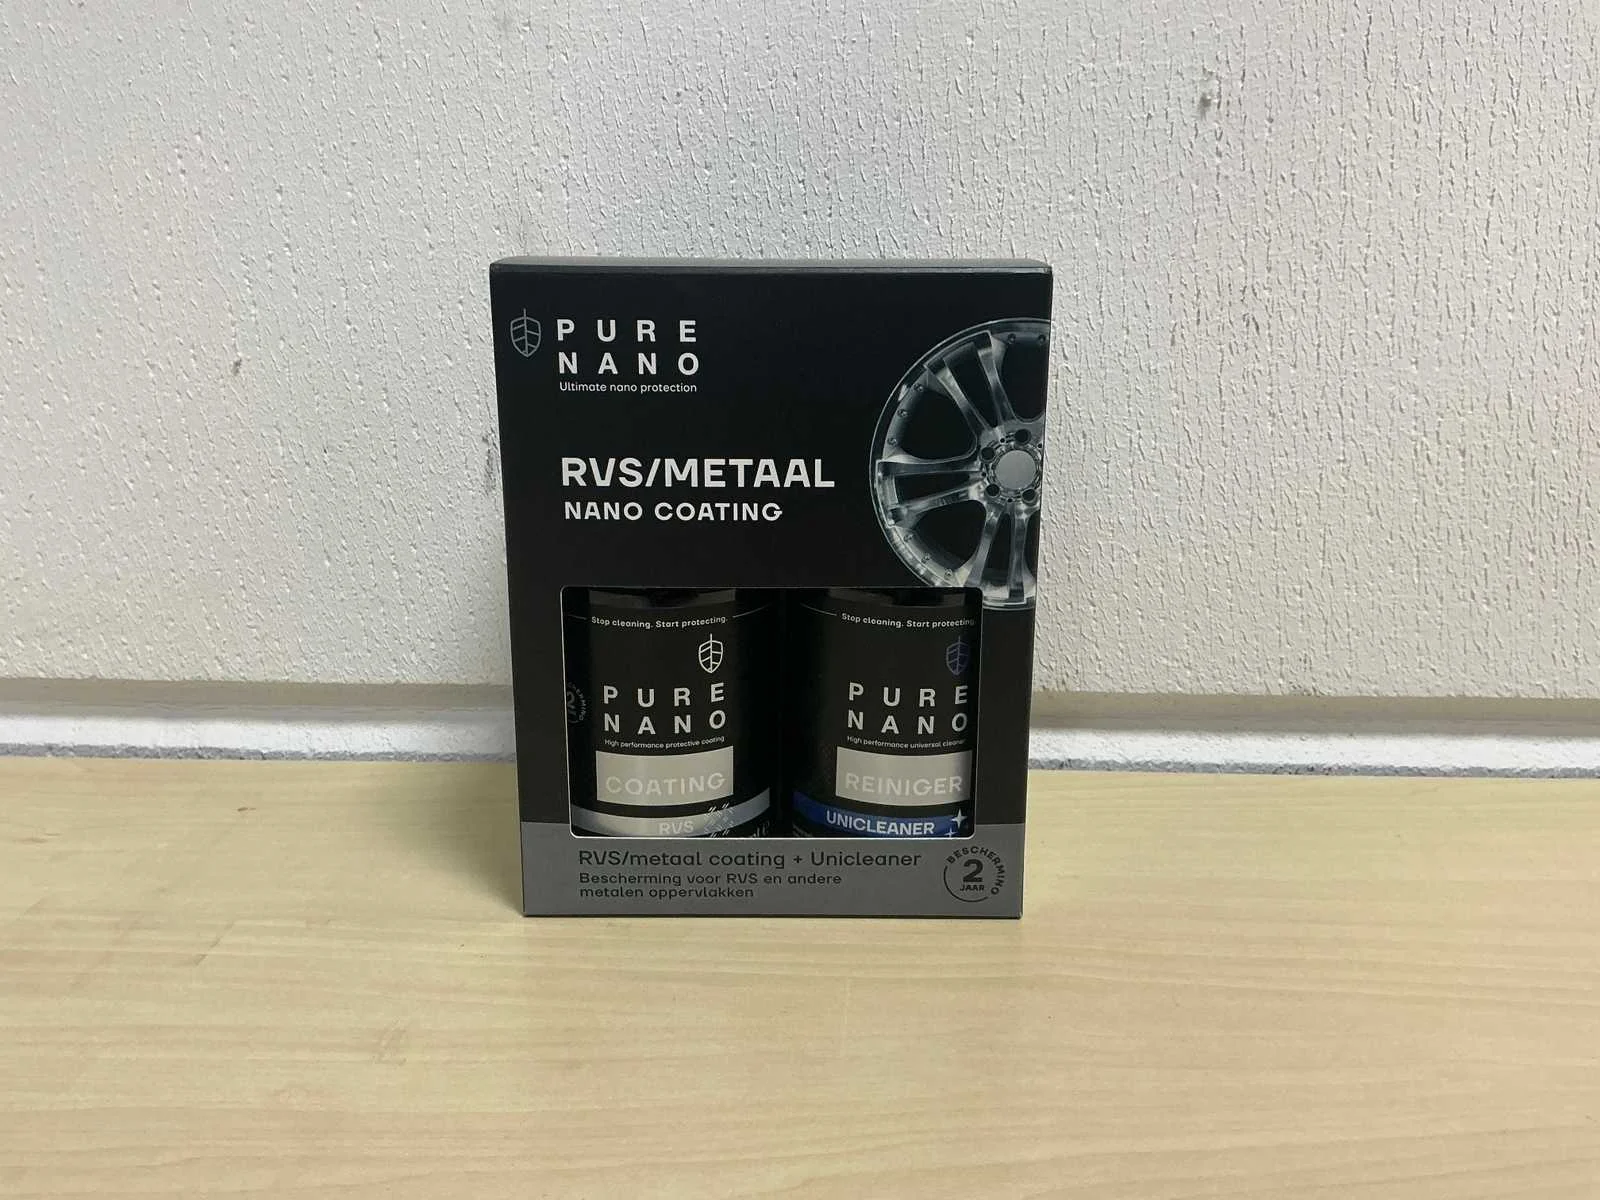 PURE
NANO
Ultimate nano protection
RVS/METAAL
NANO COATING
Stop cleaning. Start protecting.
PURE
NANO
High performance protective coating
COATING
RVS
Stop cleaning. Start protecting.
PURE
NANO
High performance universal cleaner
REINIGER
UNICLEANER
RVS/metaal coating + Unicleaner
Bescherming voor RVS en andere
metalen oppervlakken
BESCHERMING
2
JAAR